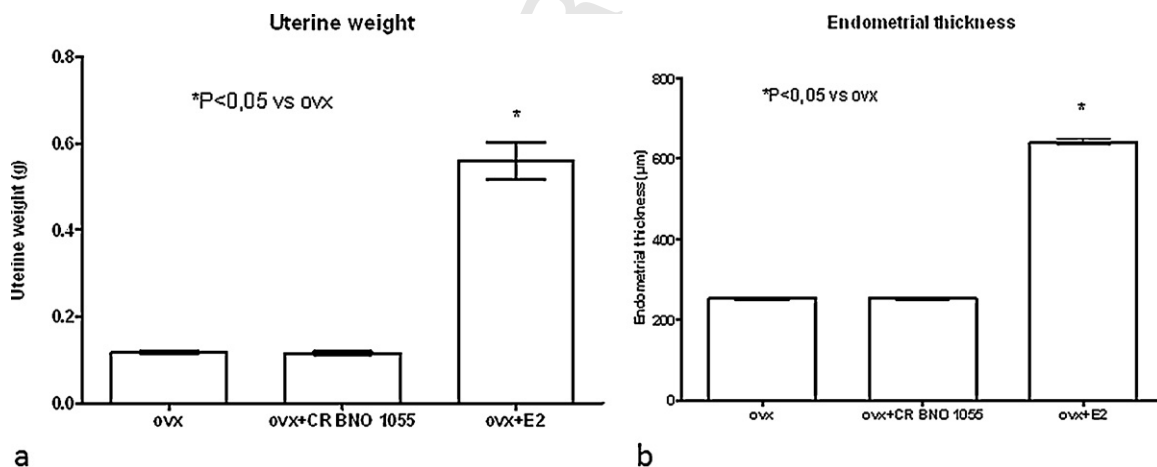 Uterine weight
0.8
*P<0,05 vs ovx
*
0.6
0.4
0.2
0.0
Uterine weight (g)
ovx
ovx+CR BNO 1055
ovx+E2
a
Endometrial thickness
800
*P<0,05 vs ovx
*
600
400
200
0
Endometrial thickness(µm)
ovx
ovx+CR BNO 1055
ovx+E2
b